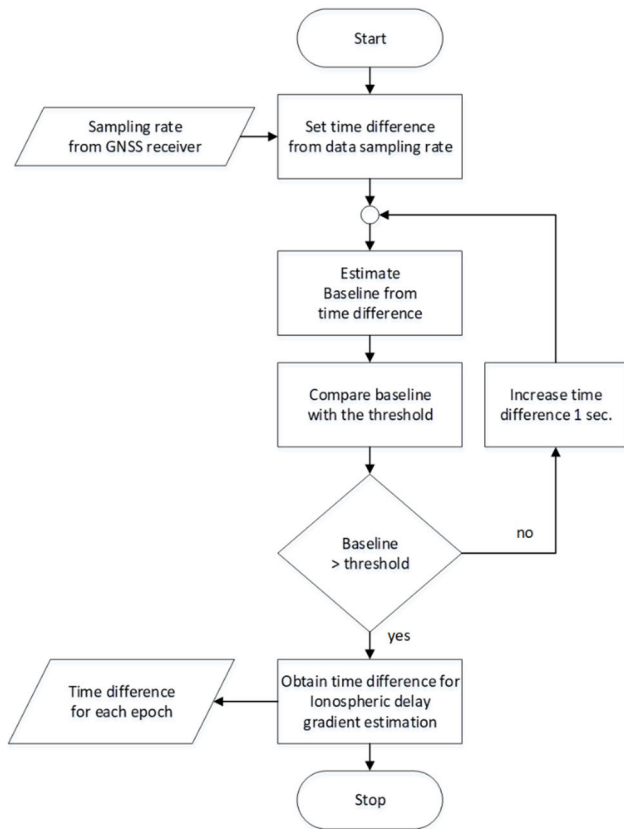 Start
Sampling rate
from GNSS receiver
Set time difference
from data sampling rate
Estimate
Baseline from
time difference
Compare baseline
with the threshold
Increase time
difference 1 sec.
Baseline
> threshold
no
yes
Obtain time difference for
Ionospheric delay
gradient estimation
Time difference
for each epoch
Stop